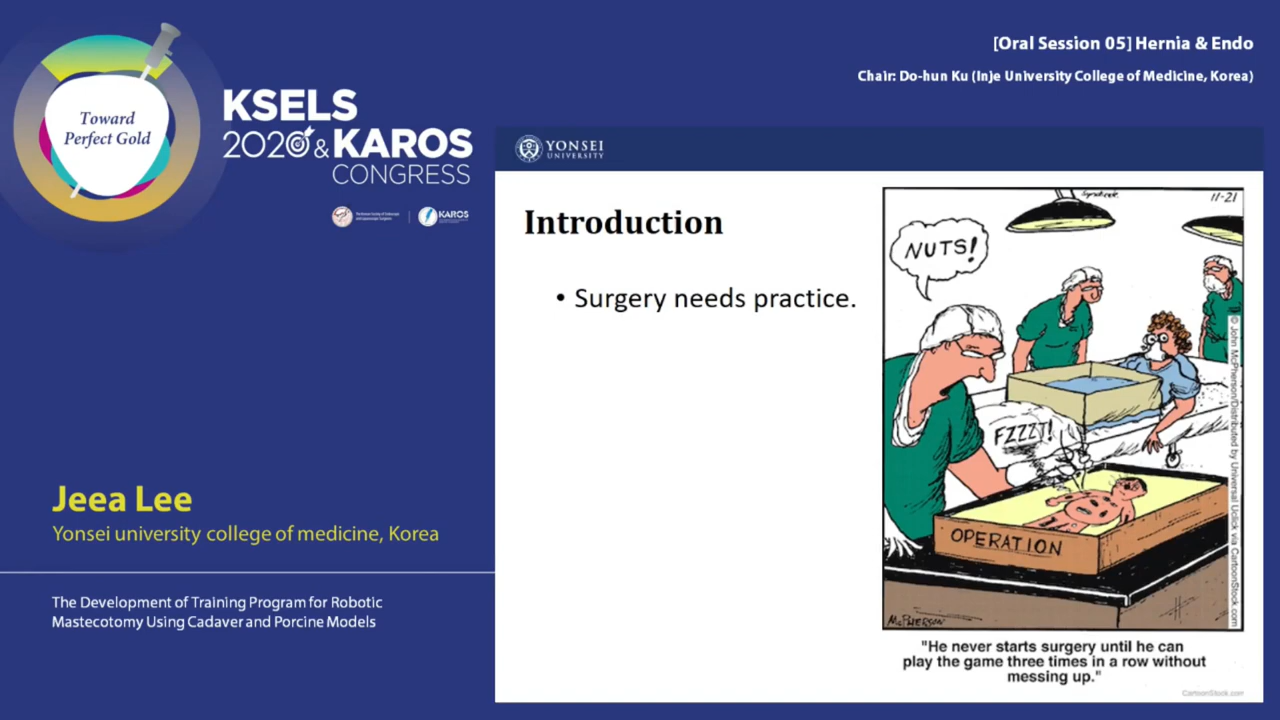 [Oral Session 05] Hernia & Endo
Chair: Do-hun Ku (Inje University College of Medicine, Korea)
Toward
Perfect Gold
KSELS
2020 & KAROS
CONGRESS
KAROS
YONSEI
UNIVERSITY
Introduction
• Surgery needs practice.
11-21
NUTS!
FZZZT!
OPERATION
McPHERSON
© John McPherson/Distributed by Universal Uclick via CartoonStock.com
"He never starts surgery until he can
play the game three times in a row without
messing up."
CartoonStock.com
Jeea Lee
Yonsei university college of medicine, Korea
The Development of Training Program for Robotic
Mastecotomy Using Cadaver and Porcine Models